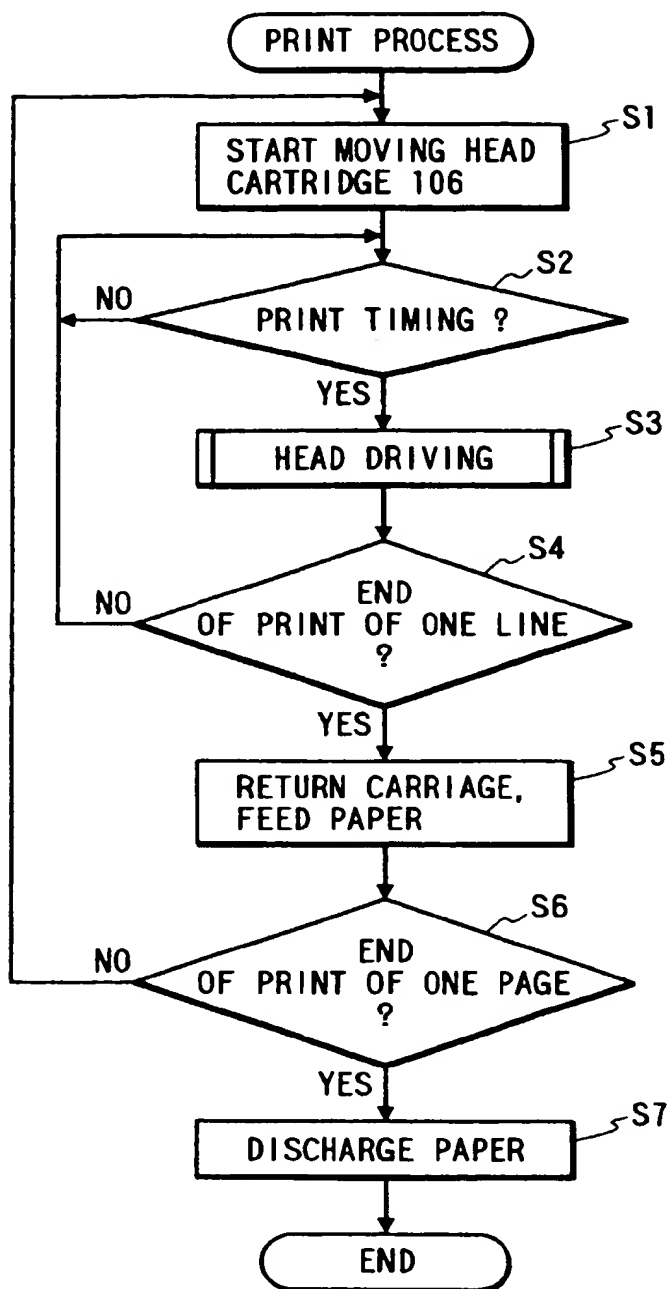 PRINT PROCESS
S1
START MOVING HEAD
CARTRIDGE 106
S2
NO
PRINT TIMING ?
YES
S3
HEAD DRIVING
S4
END
NO
OF PRINT OF ONE LINE
?
YES
S5
RETURN CARRIAGE,
FEED PAPER
S6
END
NO
OF PRINT OF ONE PAGE
?
YES
S7
DISCHARGE PAPER
END